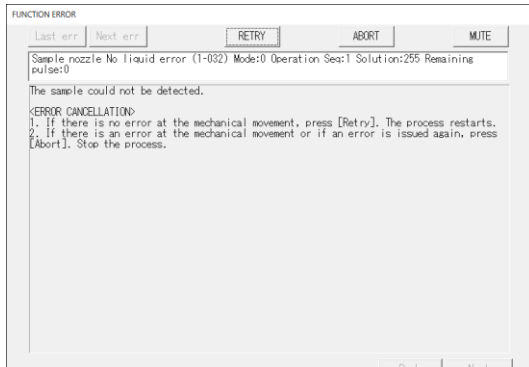 FUNCTION ERROR
Last err Next err RETRY ABORT MUTE
Sample nozzle No liquid error (1-032) Mode:0 Operation Seq:1 Solution:255 Remaining
pulse:0
The sample could not be detected.
<ERROR CANCELLATION>
1. If there is no error at the mechanical movement, press [Retry]. The process restarts.
2. If there is an error at the mechanical movement or if an error is issued again, press
[Abort]. Stop the process.